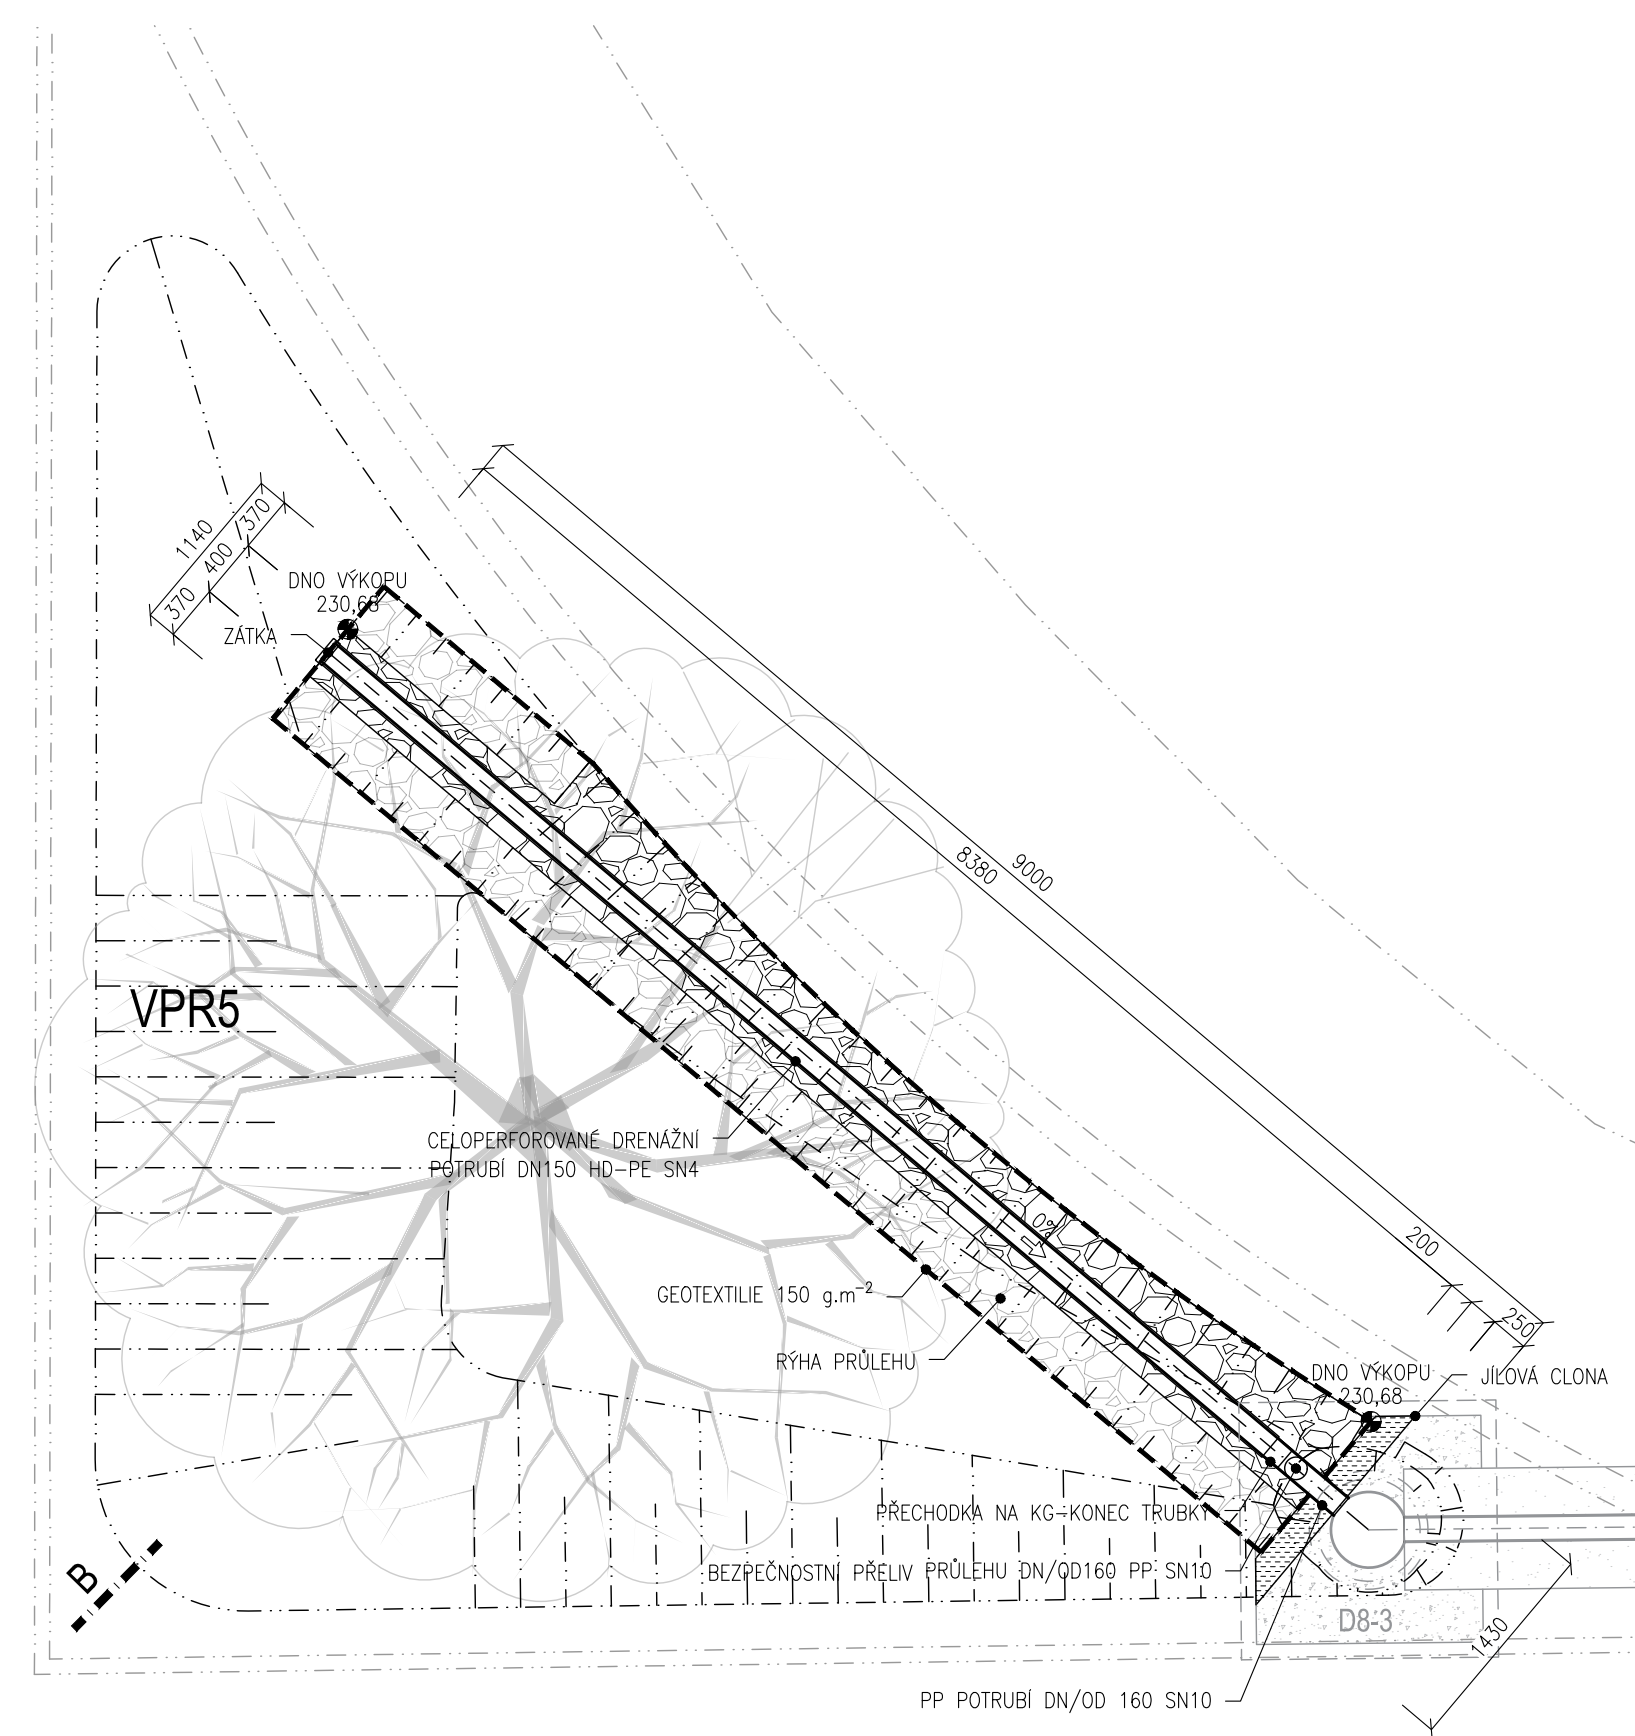 1140
370
400
370
DNO VÝKOPU
230,68
ZÁTKA
9000
8380
VPR5
CELOPERFOROVANÉ DRENÁŽNÍ
POTRUBÍ DN150 HD-PE SN4
0%
200
250
GEOTEXTILIE 150 g.m⁻²
RÝHA PRŮLEHU
DNO VÝKOPU
230,68
JÍLOVÁ CLONA
PŘECHODKA NA KG-KONEC TRUBKY
BEZPEČNOSTNÍ PŘELIV PRŮLEHU DN/OD160 PP SN10
B
D8-3
1430
PP POTRUBÍ DN/OD 160 SN10